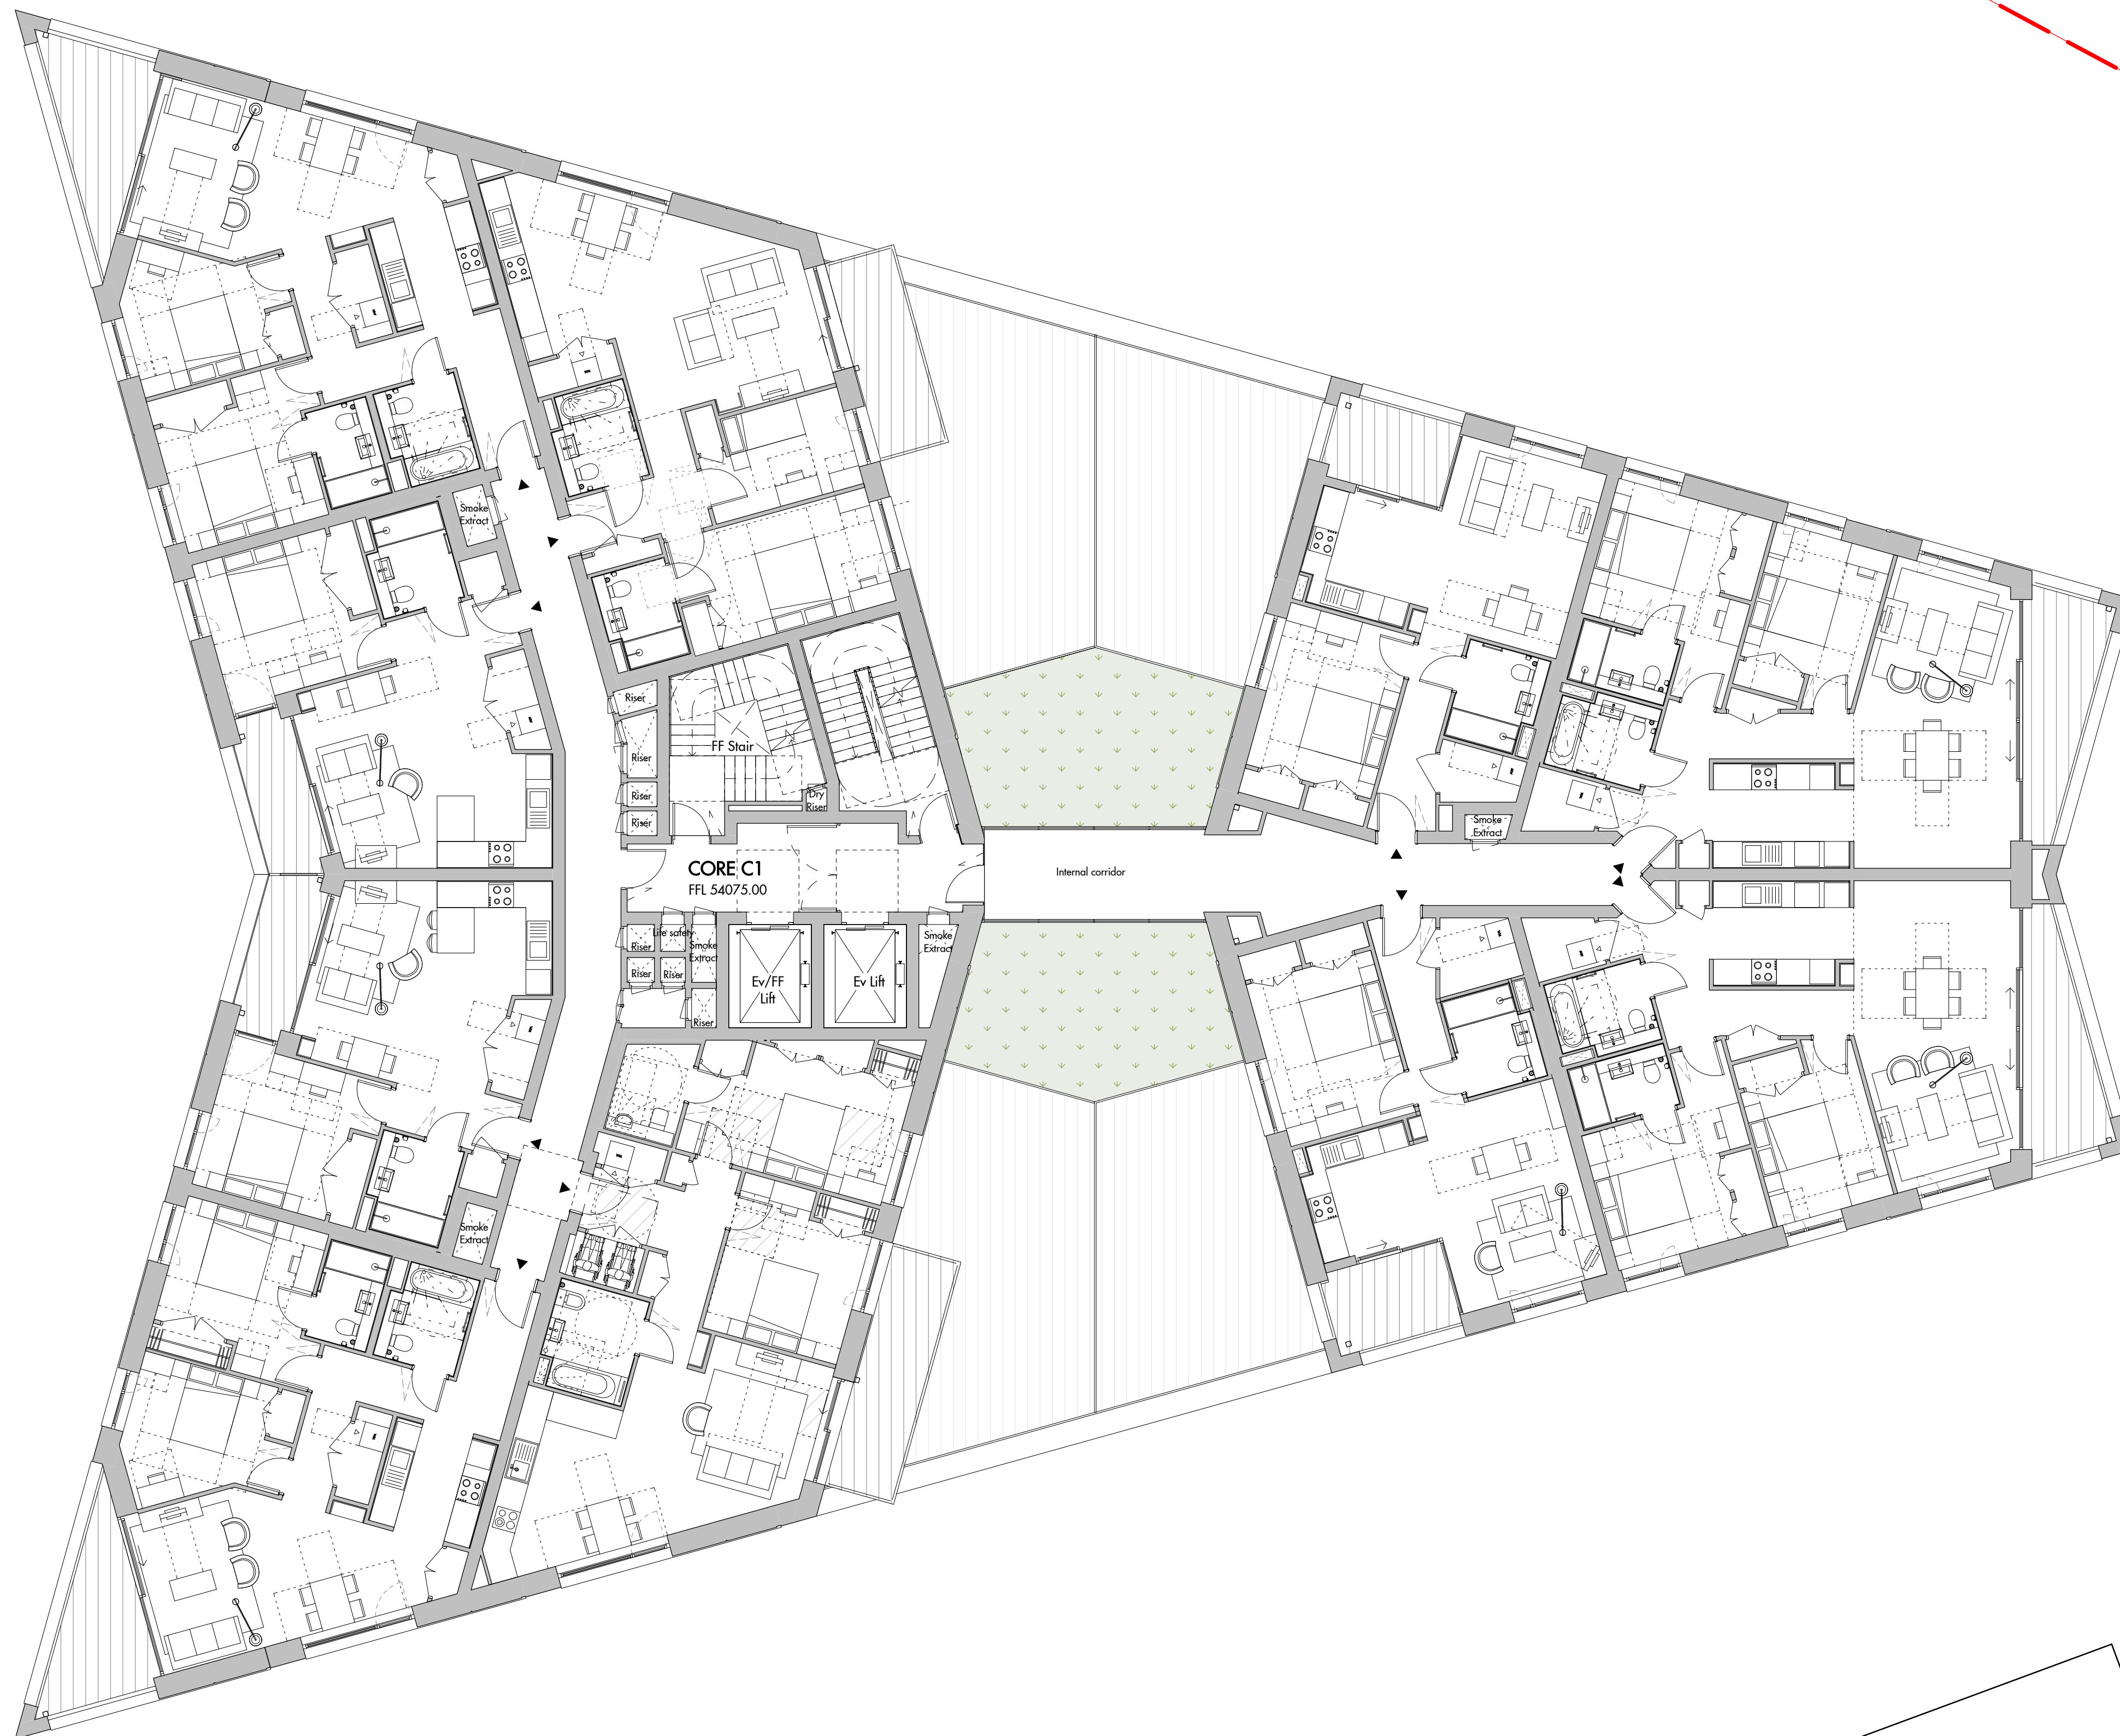 Smoke
Extract
Riser
FF Stair
Riser
Riser
Dry
Riser
Riser
Smoke
Extract
CORE C1
FFL 54075.00
Internal corridor
Life safety
Riser
Smoke
Extract
Smoke
Extract
Riser
Riser
Ev/FF
Lift
Ev Lift
Riser
Smoke
Extract